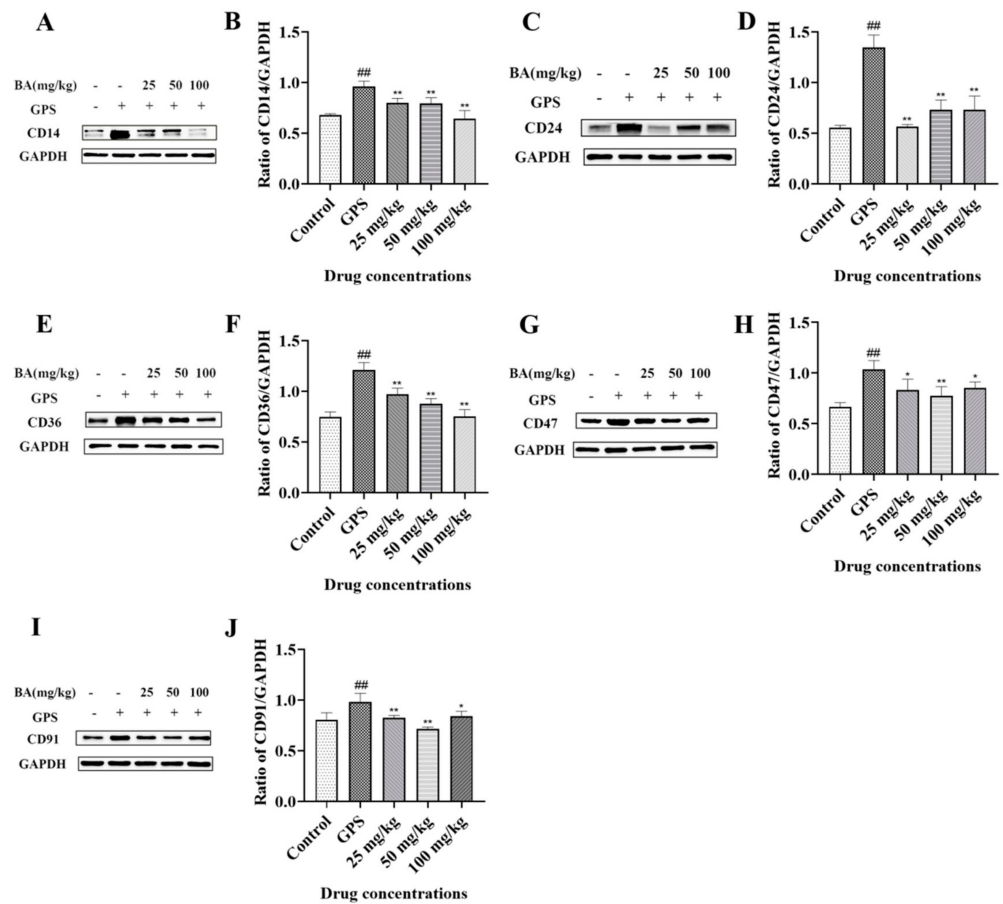 A
BA(mg/kg) - - 25 50 100
GPS - + + + +
CD14
GAPDH
B
Ratio of CD14/GAPDH
1.5
1.0
0.5
0.0
##
**
**
**
Control
GPS
25 mg/kg
50 mg/kg
100 mg/kg
Drug concentrations
C
BA(mg/kg) - - 25 50 100
GPS - + + + +
CD24
GAPDH
D
Ratio of CD24/GAPDH
1.5
1.0
0.5
0.0
##
**
**
**
Control
GPS
25 mg/kg
50 mg/kg
100 mg/kg
Drug concentrations
E
BA(mg/kg) - - 25 50 100
GPS - + + + +
CD36
GAPDH
F
Ratio of CD36/GAPDH
1.5
1.0
0.5
0.0
##
**
**
**
Control
GPS
25 mg/kg
50 mg/kg
100 mg/kg
Drug concentrations
G
BA(mg/kg) - - 25 50 100
GPS - + + + +
CD47
GAPDH
H
Ratio of CD47/GAPDH
1.5
1.0
0.5
0.0
##
*
**
*
Control
GPS
25 mg/kg
50 mg/kg
100 mg/kg
Drug concentrations
I
BA(mg/kg) - - 25 50 100
GPS - + + + +
CD91
GAPDH
J
Ratio of CD91/GAPDH
1.5
1.0
0.5
0.0
##
**
**
*
Control
GPS
25 mg/kg
50 mg/kg
100 mg/kg
Drug concentrations